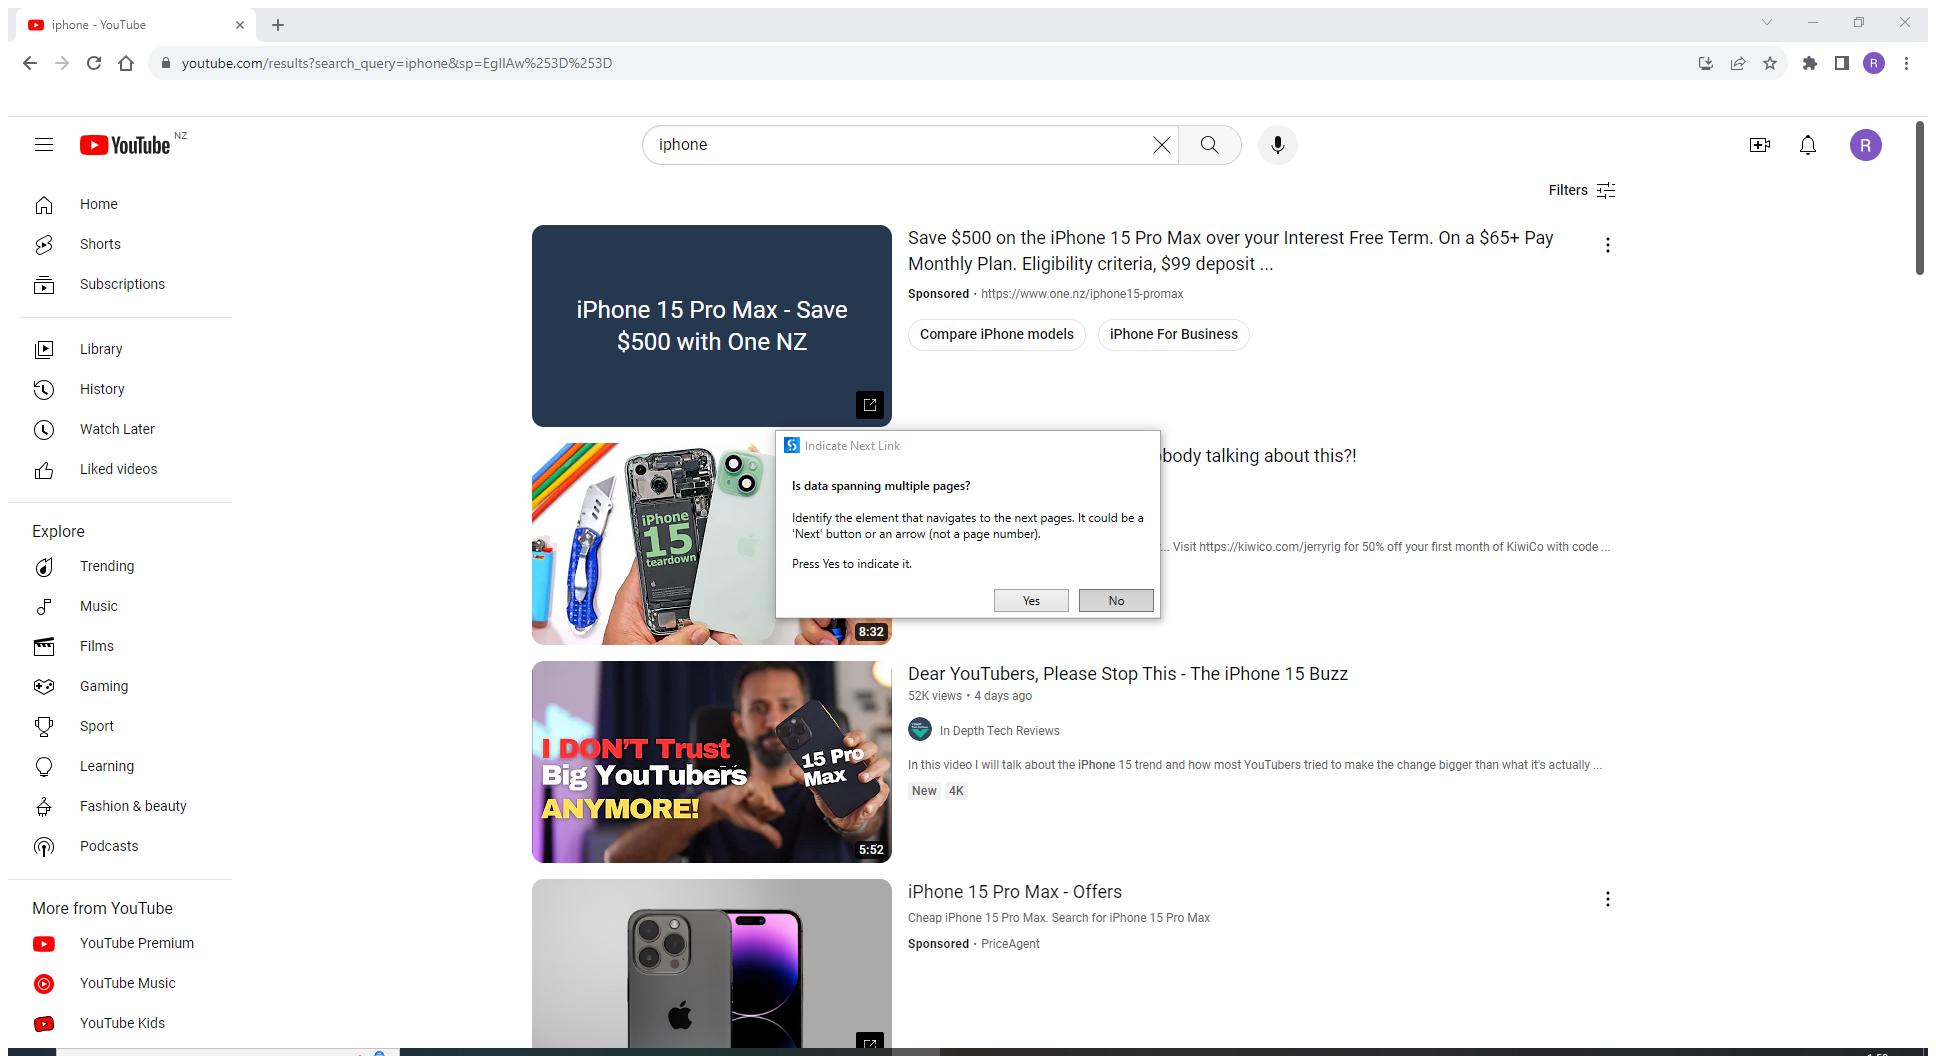 iphone - YouTube
youtube.com/results?search_query=iphone&sp=EgIIAw%253D%253D
R
YouTube NZ
iphone
R
Filters
Home
Shorts
Subscriptions
Library
History
Watch Later
Liked videos
Explore
Trending
Music
Films
Gaming
Sport
Learning
Fashion & beauty
Podcasts
More from YouTube
YouTube Premium
YouTube Music
YouTube Kids
iPhone 15 Pro Max - Save
$500 with One NZ
Save $500 on the iPhone 15 Pro Max over your Interest Free Term. On a $65+ Pay
Monthly Plan. Eligibility criteria, $99 deposit ...
Sponsored · https://www.one.nz/iphone15-promax
Compare iPhone models
iPhone For Business
iPhone
15
teardown
8:32
body talking about this?!
... Visit https://kiwico.com/jerryrig for 50% off your first month of KiwiCo with code ...
Indicate Next Link
Is data spanning multiple pages?
Identify the element that navigates to the next pages. It could be a
'Next' button or an arrow (not a page number).
Press Yes to indicate it.
Yes
No
I DON'T Trust
Big YouTubers
ANYMORE!
15 Pro
Max
5:52
Dear YouTubers, Please Stop This - The iPhone 15 Buzz
52K views • 4 days ago
In Depth Tech Reviews
In this video I will talk about the iPhone 15 trend and how most YouTubers tried to make the change bigger than what it's actually ...
New
4K
iPhone 15 Pro Max - Offers
Cheap iPhone 15 Pro Max. Search for iPhone 15 Pro Max
Sponsored · PriceAgent